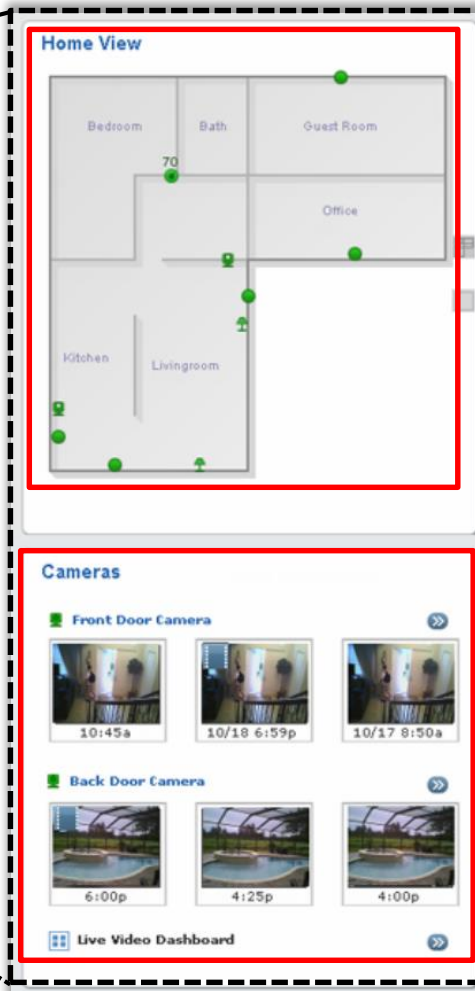 Home View
Bedroom Bath Guest Room
70
Office
Kitchen Livingroom
Cameras
Front Door Camera
10:45a 10/18 6:59p 10/17 8:50a
Back Door Camera
6:00p 4:25p 4:00p
Live Video Dashboard